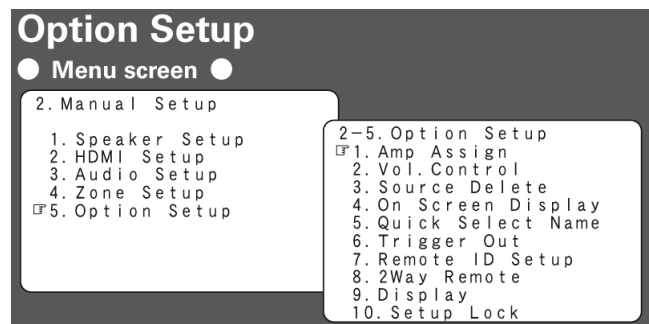 Option Setup
● Menu screen ●
2. Manual Setup
1. Speaker Setup
2. HDMI Setup
3. Audio Setup
4. Zone Setup
☞5. Option Setup
2-5. Option Setup
☞1. Amp Assign
2. Vol. Control
3. Source Delete
4. On Screen Display
5. Quick Select Name
6. Trigger Out
7. Remote ID Setup
8. 2Way Remote
9. Display
10. Setup Lock